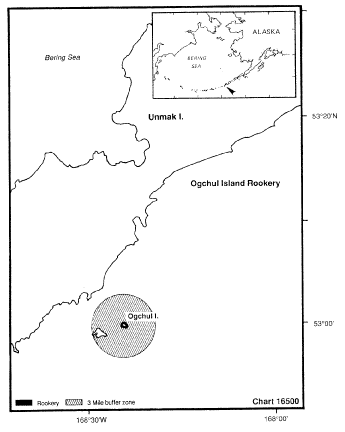 ALASKA
BERING
SEA
Bering Sea
Unmak I.
53°20'N
Ogchul Island Rookery
Ogchul I.
53°00'
Rookery
3 Mile buffer zone
Chart 16500
168°30'W
168°00'